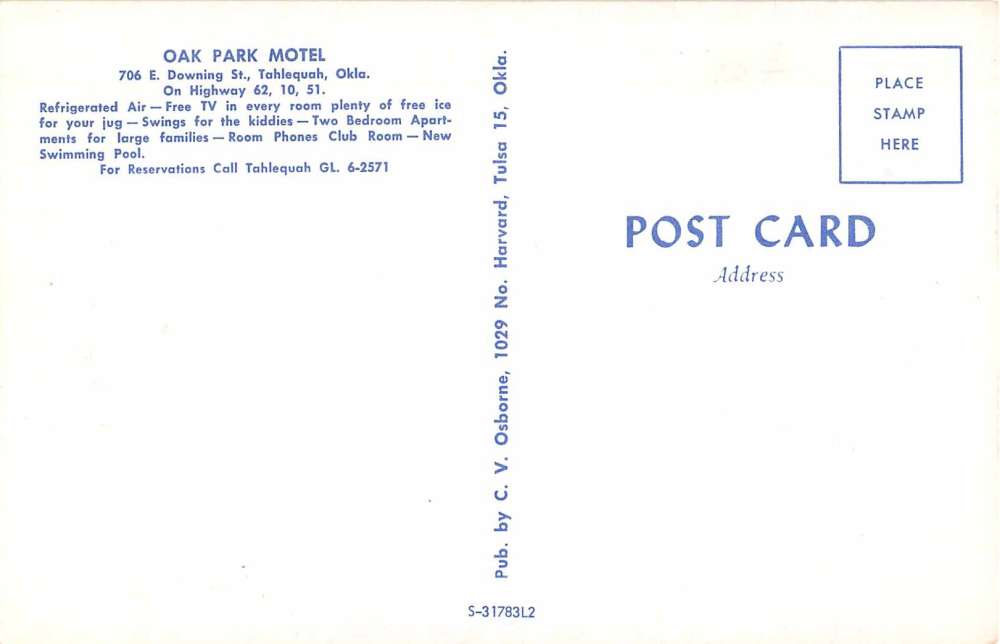 OAK PARK MOTEL
706 E. Downing St., Tahlequah, Okla.
On Highway 62, 10, 51.
Refrigerated Air — Free TV in every room plenty of free ice
for your jug — Swings for the kiddies — Two Bedroom Apart-
ments for large families — Room Phones Club Room — New
Swimming Pool.
For Reservations Call Tahlequah GL. 6-2571
Pub. by C. V. Osborne, 1029 No. Harvard, Tulsa 15, Okla.
S-31783L2
PLACE
STAMP
HERE
POST CARD
Address